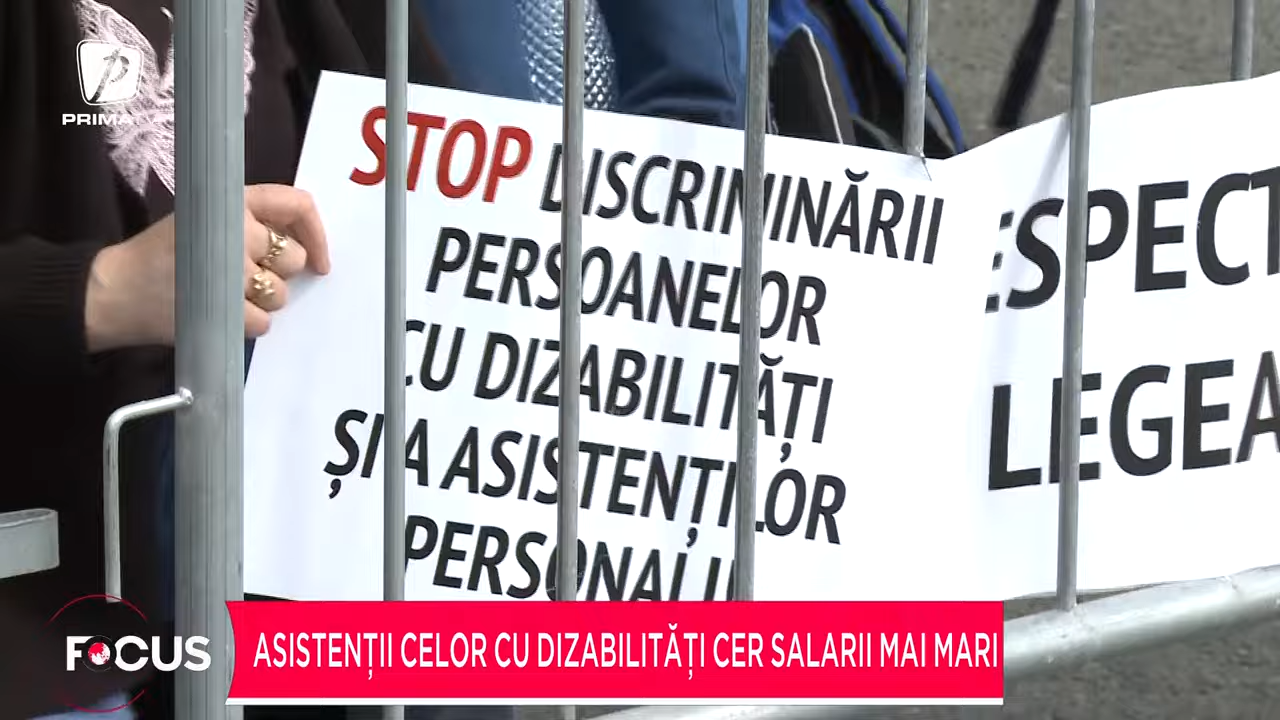 PRIMA
STOP DISCRIMINĂRII
PERSOANELOR
CU DIZABILITĂȚI
ȘI A ASISTENȚILOR
PERSONALI
ESPECT
LEGEA
FOCUS
ASISTENȚII CELOR CU DIZABILITĂȚI CER SALARII MAI MARI